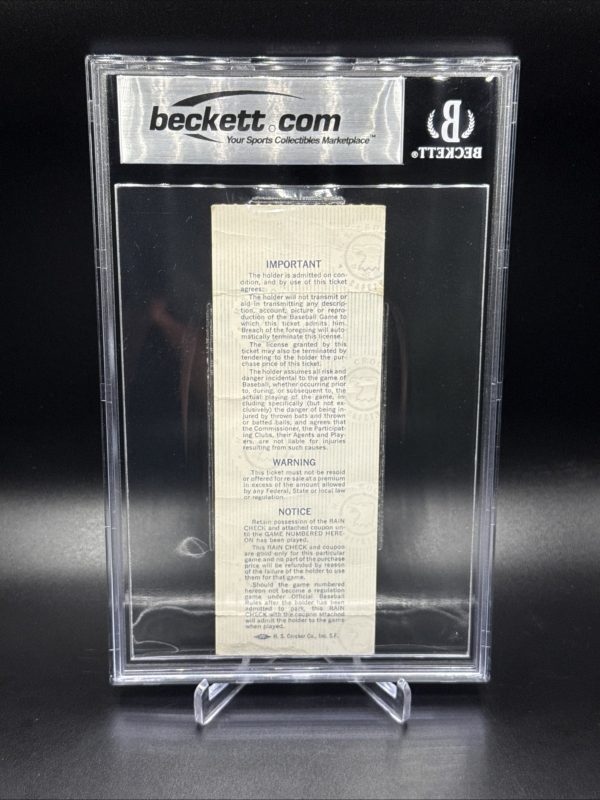 beckett.com
Your Sports Collectibles Marketplace™
B
BECKETT®
IMPORTANT
The holder is admitted on con-
dition, and by use of this ticket
agrees:
The holder will not transmit or
aid in transmitting any descrip-
tion, account, picture or repro-
duction of the Baseball Game to
which this ticket admits him.
Breach of the foregoing will auto-
matically terminate this license.
The license granted by this
ticket may also be terminated by
tendering to the holder the pur-
chase price of this ticket.
The holder assumes all risk and
danger incidental to the game of
Baseball, whether occurring prior
to, during, or subsequent to, the
actual playing of the game, in-
cluding specifically (but not ex-
clusively) the danger of being in-
jured by thrown bats and thrown
or batted balls, and agrees that
the Commissioner, the Participat-
ing Clubs, their Agents and Play-
ers, are not liable for injuries
resulting from such causes.
WARNING
This ticket must not be resold
or offered for re-sale at a premium
in excess of the amount allowed
by any Federal, State or local law
or regulation.
NOTICE
Retain possession of the RAIN
CHECK and attached coupon un-
til the GAME NUMBERED HERE-
ON has been played.
This RAIN CHECK and coupon
are good only for this particular
game and no part of the purchase
price will be refunded by reason
of the failure of the holder to use
them for that game.
Should the game numbered
hereon not become a regulation
game under Official Baseball
Rules after the holder has been
admitted to park, this RAIN
CHECK with the coupon attached
will admit the holder to the game
when played.
H. S. Crocker Co., Inc. S.F.